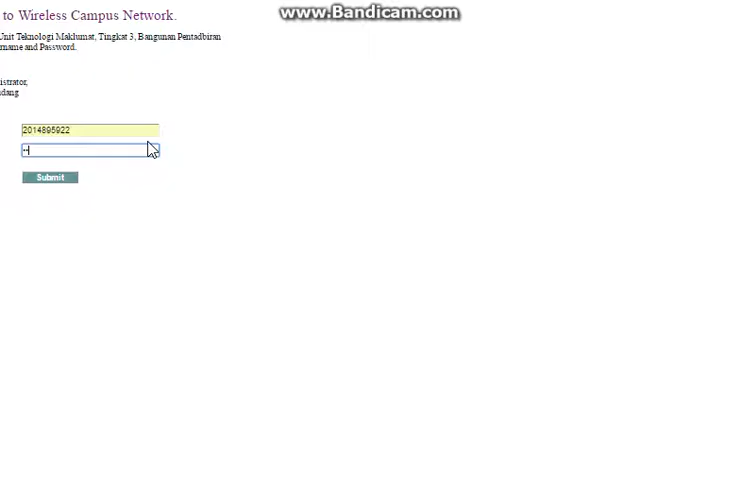 www.Bandicam.com
to Wireless Campus Network.
Unit Teknologi Maklumat, Tingkat 3, Bangunan Pentadbiran
rname and Password.
istrator,
dang
2014895922
Submit